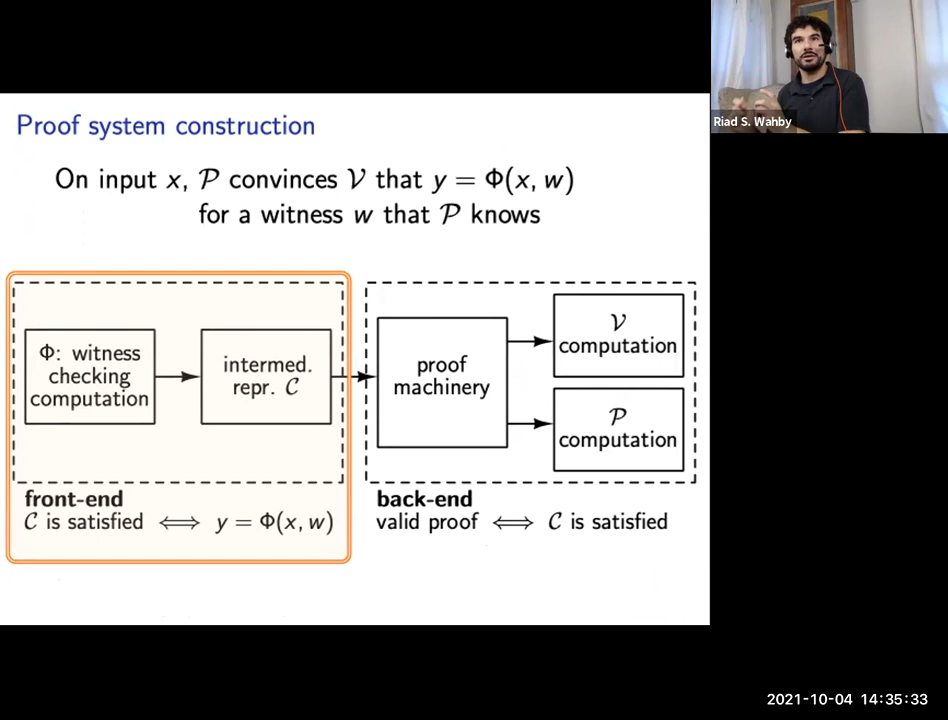 Riad S. Wahby
Proof system construction
On input x, 𝒫 convinces 𝒱 that y = Φ(x, w)
for a witness w that 𝒫 knows
Φ: witness
checking
computation
intermed.
repr. 𝒞
proof
machinery
𝒱
computation
𝒫
computation
front-end
𝒞 is satisfied ⟺ y = Φ(x, w)
back-end
valid proof ⟺ 𝒞 is satisfied
2021-10-04 14:35:33